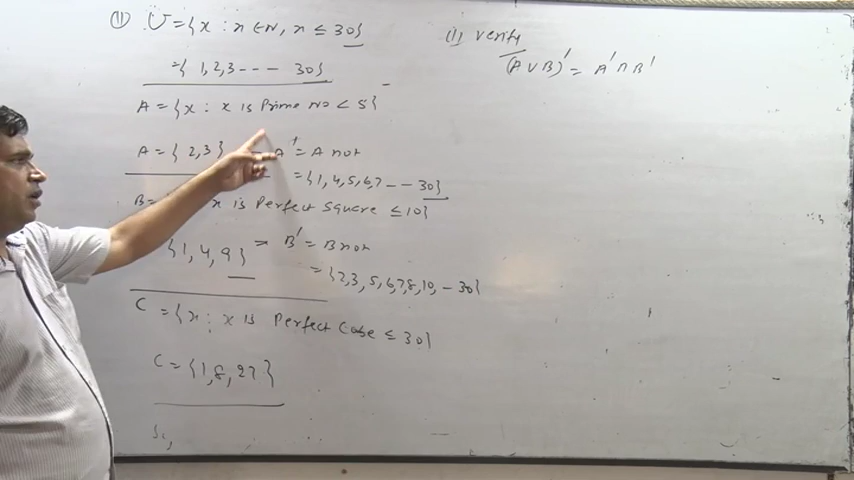 (1) U = {x : x ∈ N, x ≤ 30}
= {1,2,3 --- 30}
A = {x : x is Prime no < 5}
A = {2,3} A' = A not
= {1,4,5,6,7 -- 30}
B = x is Perfect Square ≤ 10}
{1,4,9} ⇒ B' = B not
= {2,3,5,6,7,8,10, - 30}
C = {x : x is Perfect Cube ≤ 30}
C = {1,8,27}
(1) verify
(A ∪ B)' = A' ∩ B'